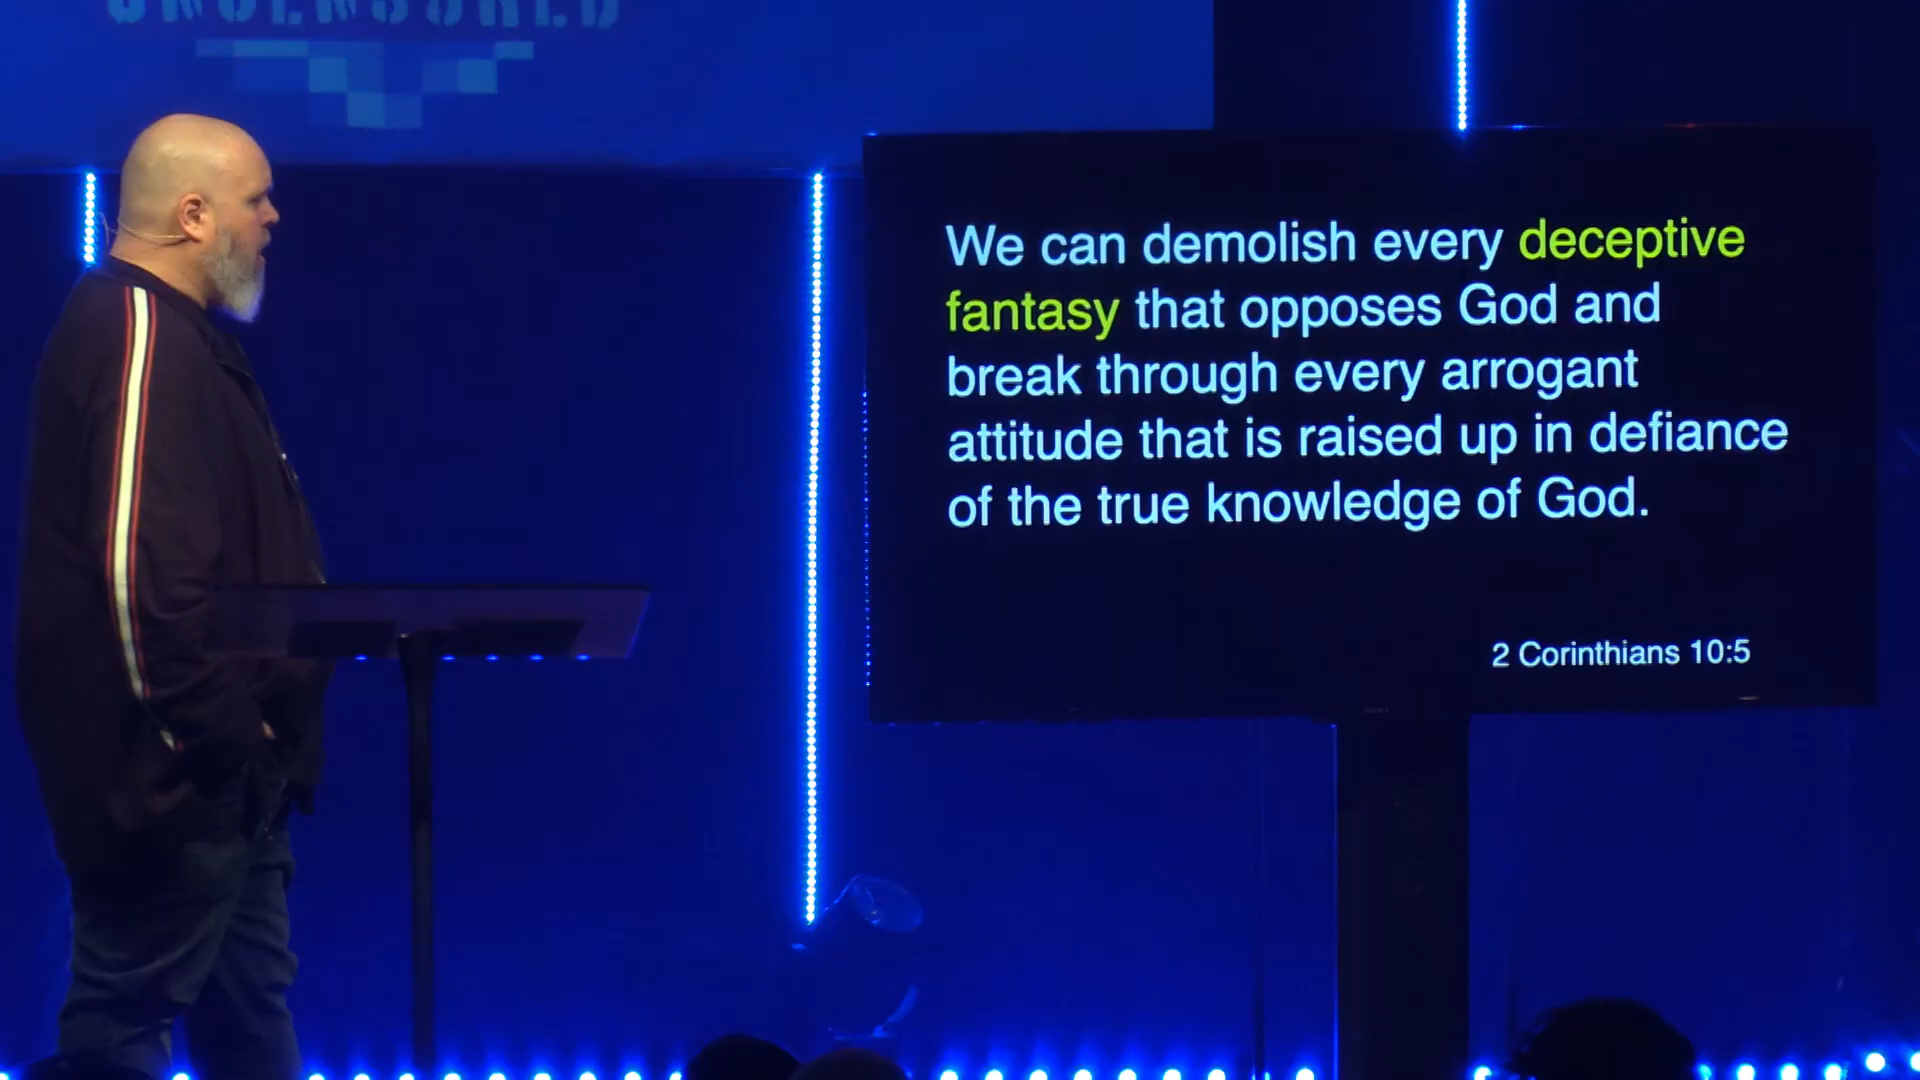 We can demolish every deceptive
fantasy that opposes God and
break through every arrogant
attitude that is raised up in defiance
of the true knowledge of God.
2 Corinthians 10:5